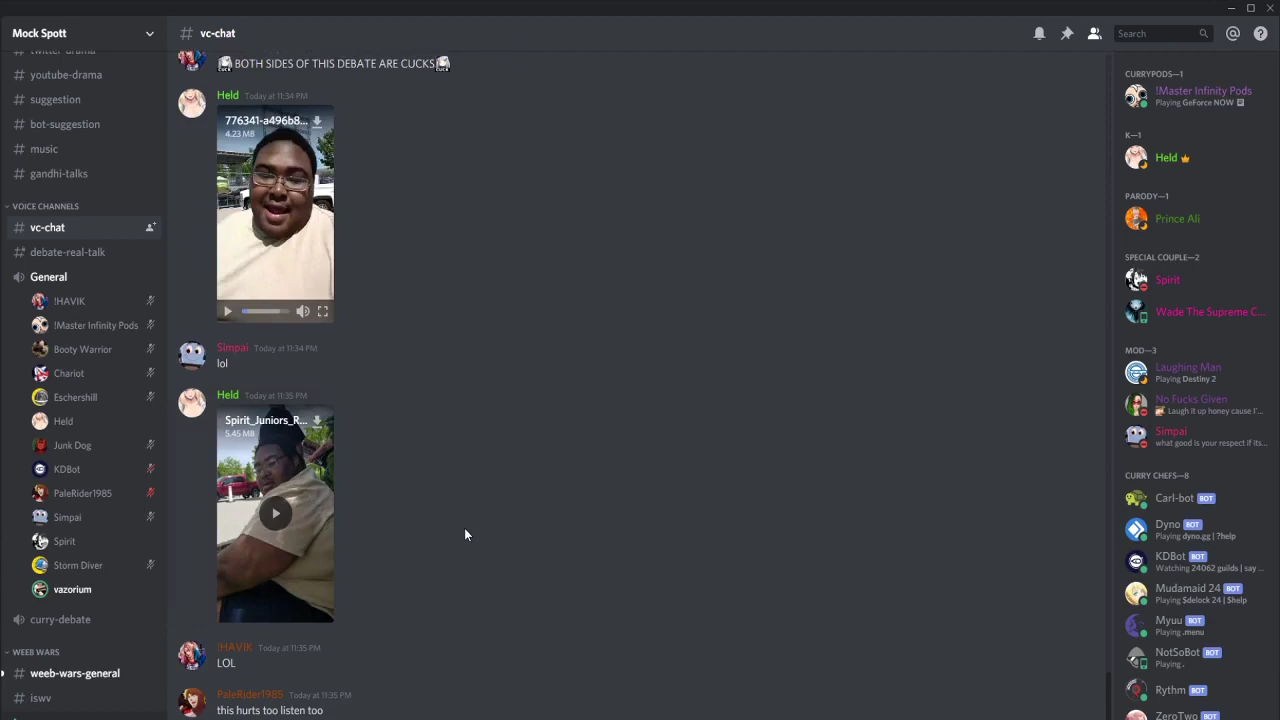 Mock Spott
twitter-drama
youtube-drama
suggestion
bot-suggestion
music
gandhi-talks
VOICE CHANNELS
# vc-chat
debate-real-talk
General
!HAVIK
!Master Infinity Pods
Booty Warrior
Chariot
Eschershill
Held
Junk Dog
KDBot
PaleRider1985
Simpai
Spirit
Storm Diver
vazorium
curry-debate
WEEB WARS
# weeb-wars-general
# iswv
# vc-chat
Search
CUCK BOTH SIDES OF THIS DEBATE ARE CUCKS CUCK
Held Today at 11:34 PM
776341-a496b8...
4.23 MB
Simpai Today at 11:34 PM
lol
Held Today at 11:35 PM
Spirit_Juniors_R...
5.45 MB
!HAVIK Today at 11:35 PM
LOL
PaleRider1985 Today at 11:35 PM
this hurts too listen too
CURRYPODS—1
!Master Infinity Pods
Playing GeForce NOW
K—1
Held
PARODY—1
Prince Ali
SPECIAL COUPLE—2
Spirit
Wade The Supreme C...
MOD—3
Laughing Man
Playing Destiny 2
No Fucks Given
Laugh it up honey cause I'...
Simpai
what good is your respect if its...
CURRY CHEFS—8
Carl-bot BOT
Dyno BOT
Playing dyno.gg | ?help
KDBot BOT
Watching 24062 guilds | say ...
Mudamaid 24 BOT
Playing $delock 24 | $help
Myuu BOT
Playing .menu
NotSoBot BOT
Playing .
Rythm BOT
ZeroTwo BOT